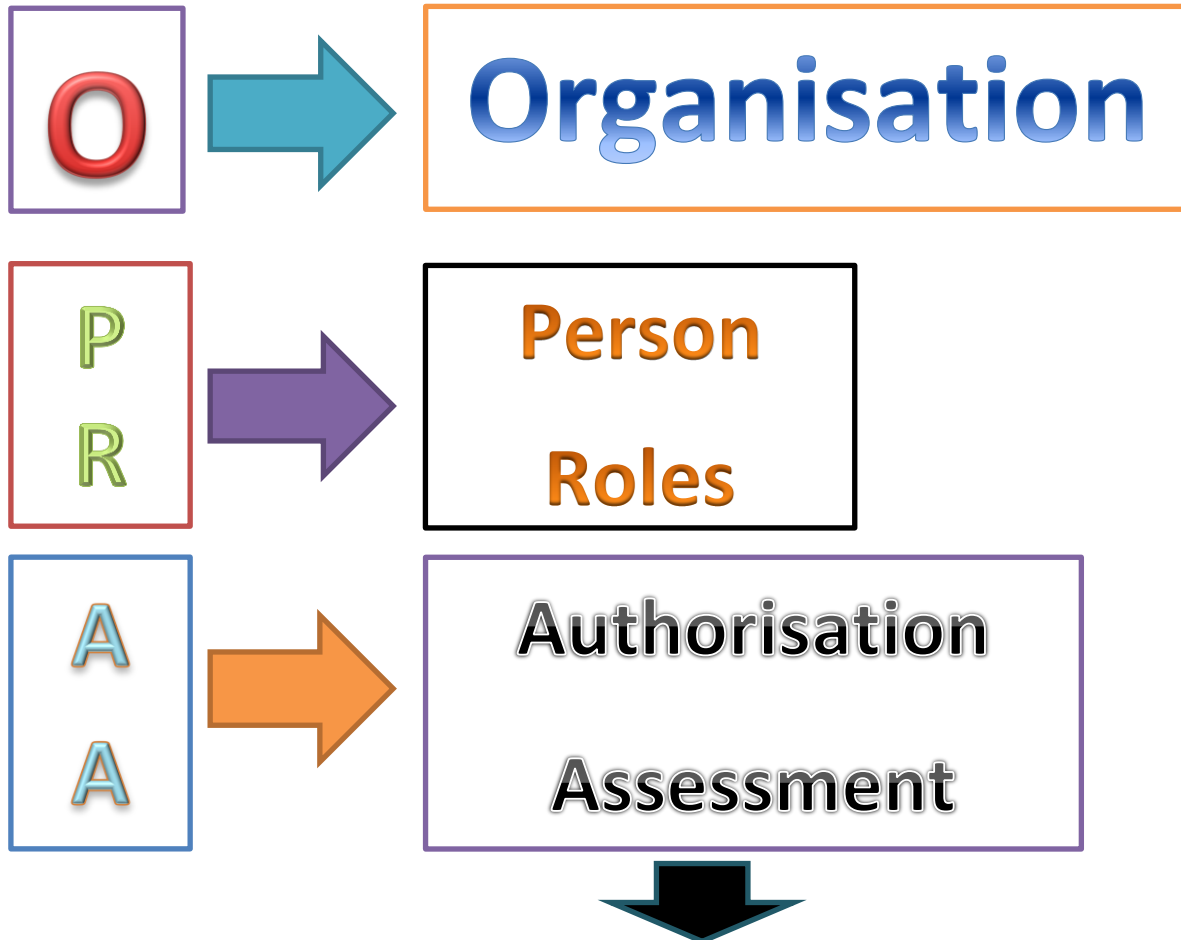 O
Organisation
P
R
Person
Roles
A
A
Authorisation
Assessment